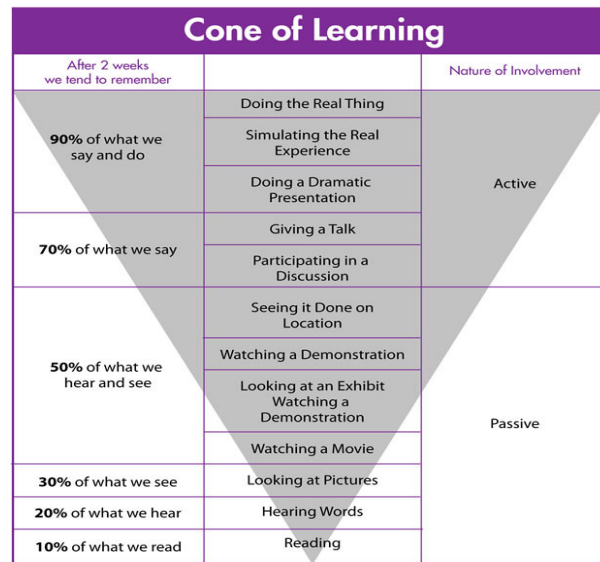 Cone of Learning
After 2 weeks
we tend to remember
Nature of Involvement
90% of what we
say and do
Doing the Real Thing
Simulating the Real
Experience
Doing a Dramatic
Presentation
Active
70% of what we say
Giving a Talk
Participating in a
Discussion
50% of what we
hear and see
Seeing it Done on
Location
Watching a Demonstration
Looking at an Exhibit
Watching a
Demonstration
Watching a Movie
Passive
30% of what we see
Looking at Pictures
20% of what we hear
Hearing Words
10% of what we read
Reading